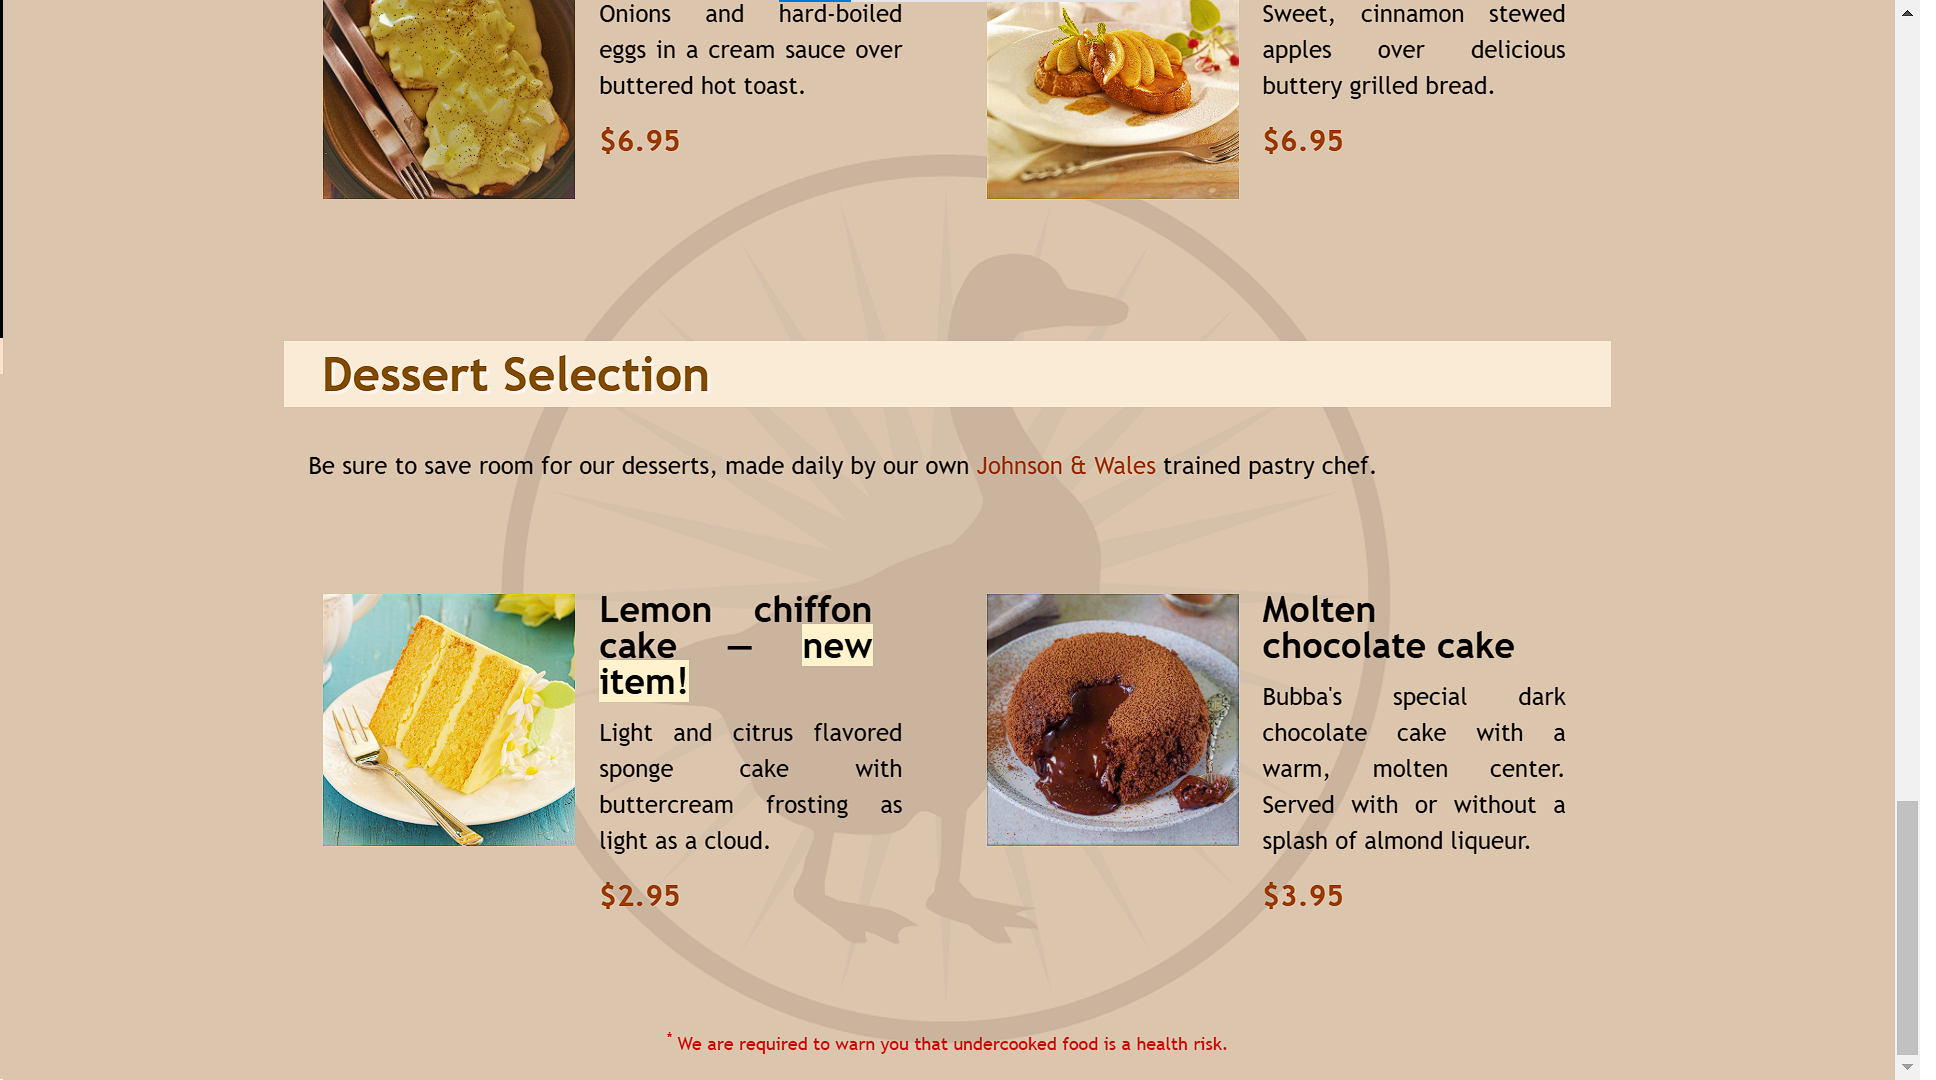 Onions and hard-boiled
eggs in a cream sauce over
buttered hot toast.
$6.95
Sweet, cinnamon stewed
apples over delicious
buttery grilled bread.
$6.95
Dessert Selection
Be sure to save room for our desserts, made daily by our own Johnson & Wales trained pastry chef.
Lemon chiffon
cake — new
item!
Light and citrus flavored
sponge cake with
buttercream frosting as
light as a cloud.
$2.95
Molten
chocolate cake
Bubba's special dark
chocolate cake with a
warm, molten center.
Served with or without a
splash of almond liqueur.
$3.95
* We are required to warn you that undercooked food is a health risk.